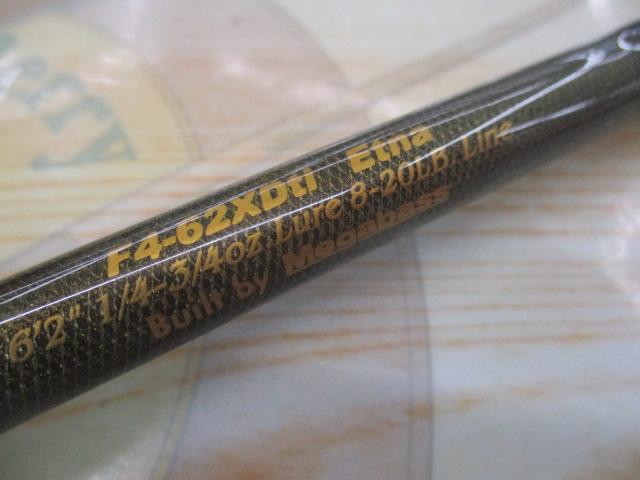 F4-62XDti Etna
6'2" 1/4-3/4oz Lure 8-20LB. Line
Built by Megabass